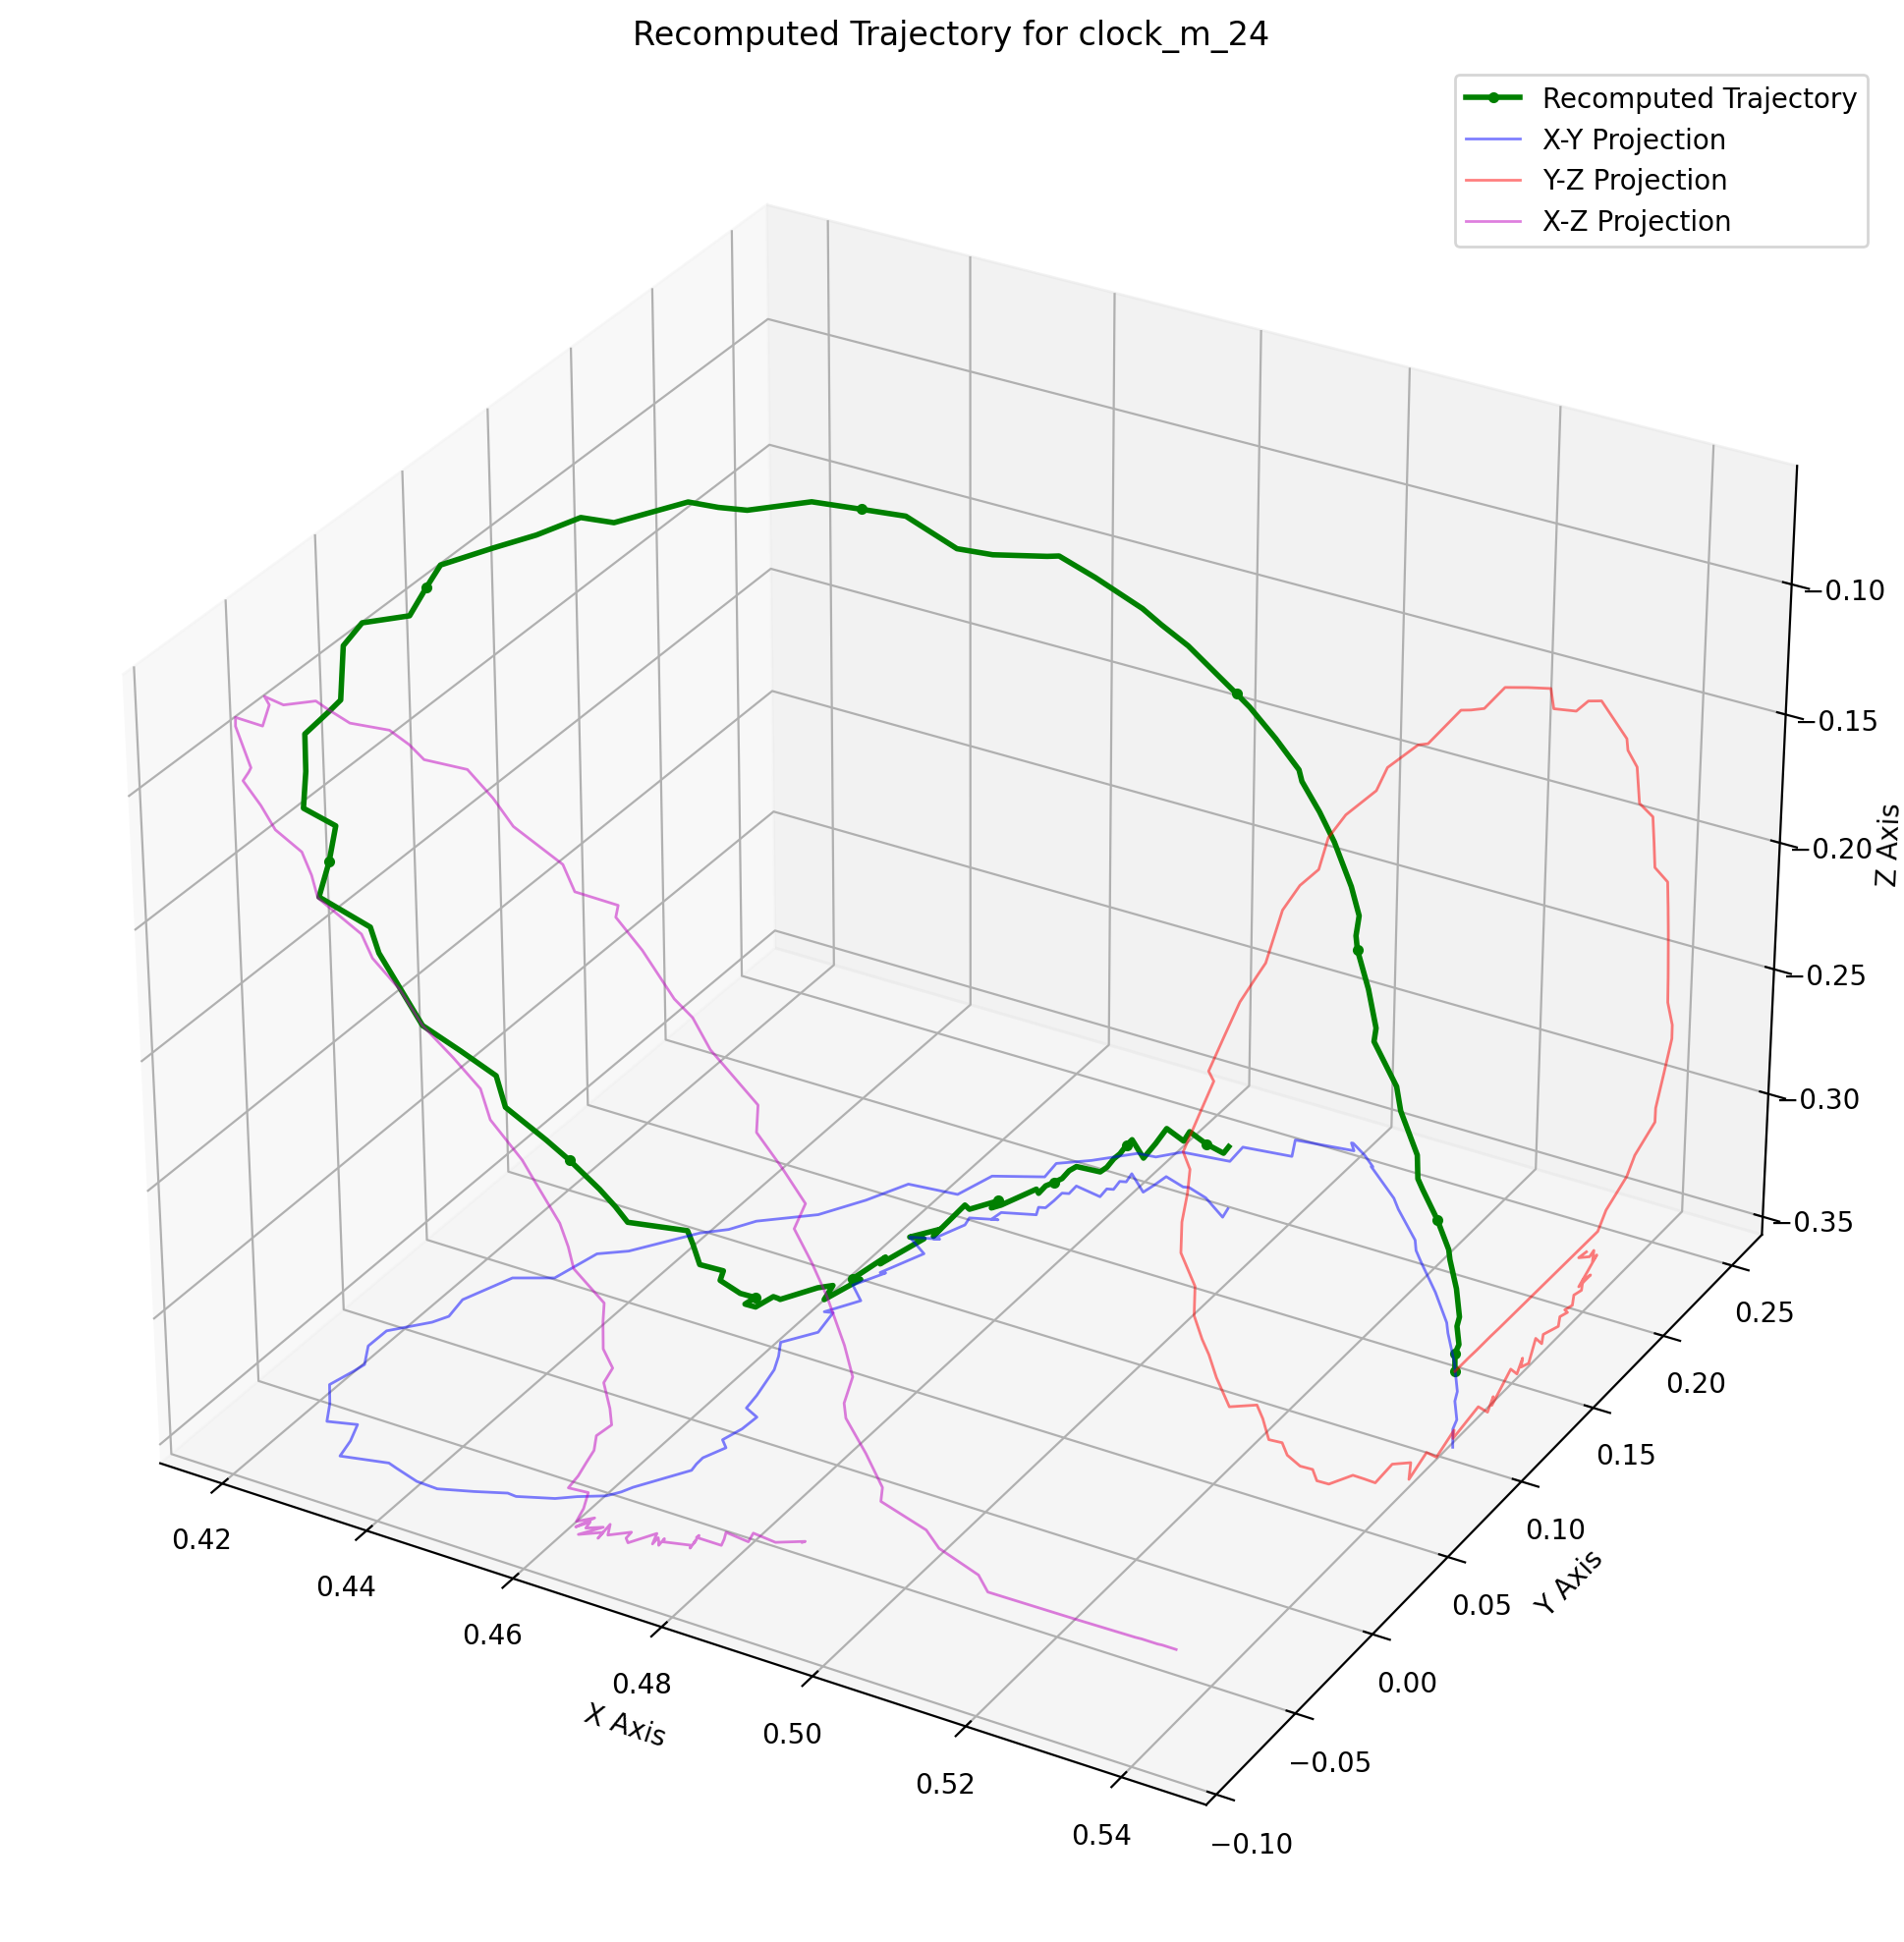 Recomputed Trajectory for clock_m_24
Recomputed Trajectory
X-Y Projection
Y-Z Projection
X-Z Projection
−0.10
−0.15
−0.20
−0.25
−0.30
−0.35
Z Axis
0.25
0.20
0.15
0.10
0.05
0.00
−0.05
−0.10
Y Axis
0.42
0.44
0.46
0.48
0.50
0.52
0.54
X Axis